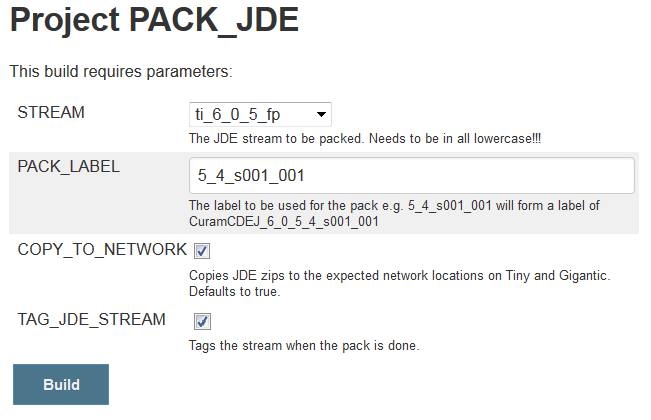 Project PACK_JDE
This build requires parameters:
STREAM
ti_6_0_5_fp
The JDE stream to be packed. Needs to be in all lowercase!!!
PACK_LABEL
5_4_s001_001
The label to be used for the pack e.g. 5_4_s001_001 will form a label of
CuramCDEJ_6_0_5_4_s001_001
COPY_TO_NETWORK
Copies JDE zips to the expected network locations on Tiny and Gigantic.
Defaults to true.
TAG_JDE_STREAM
Tags the stream when the pack is done.
Build